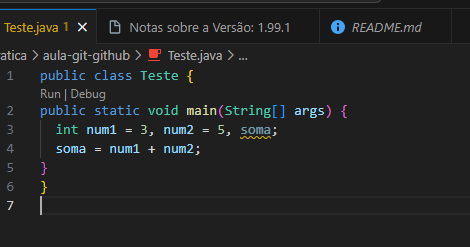 Teste.java 1 Notas sobre a Versão: 1.99.1 README.md
ratica > aula-git-github > Teste.java > ...
1 public class Teste {
Run | Debug
2 public static void main(String[] args) {
3 int num1 = 3, num2 = 5, soma;
4 soma = num1 + num2;
5 }
6 }
7